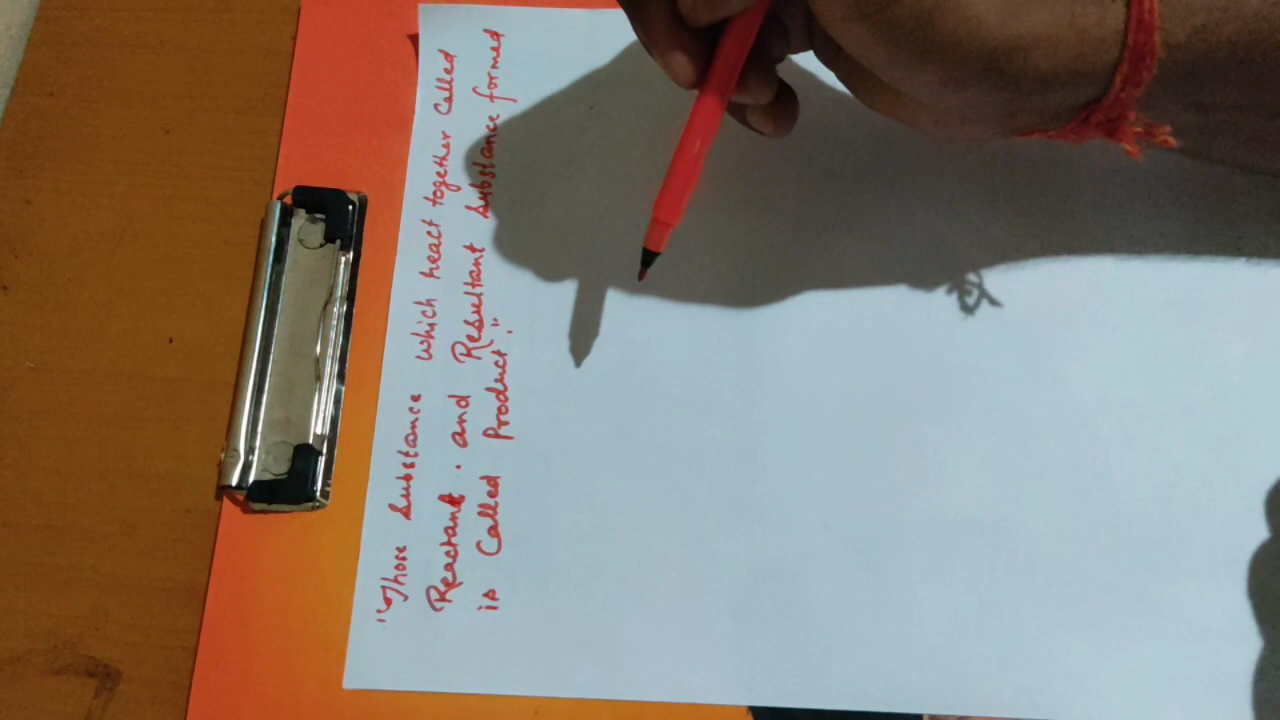 "Those substance which react together Called
Reactant. and Resultant substance formed
is Called Product."